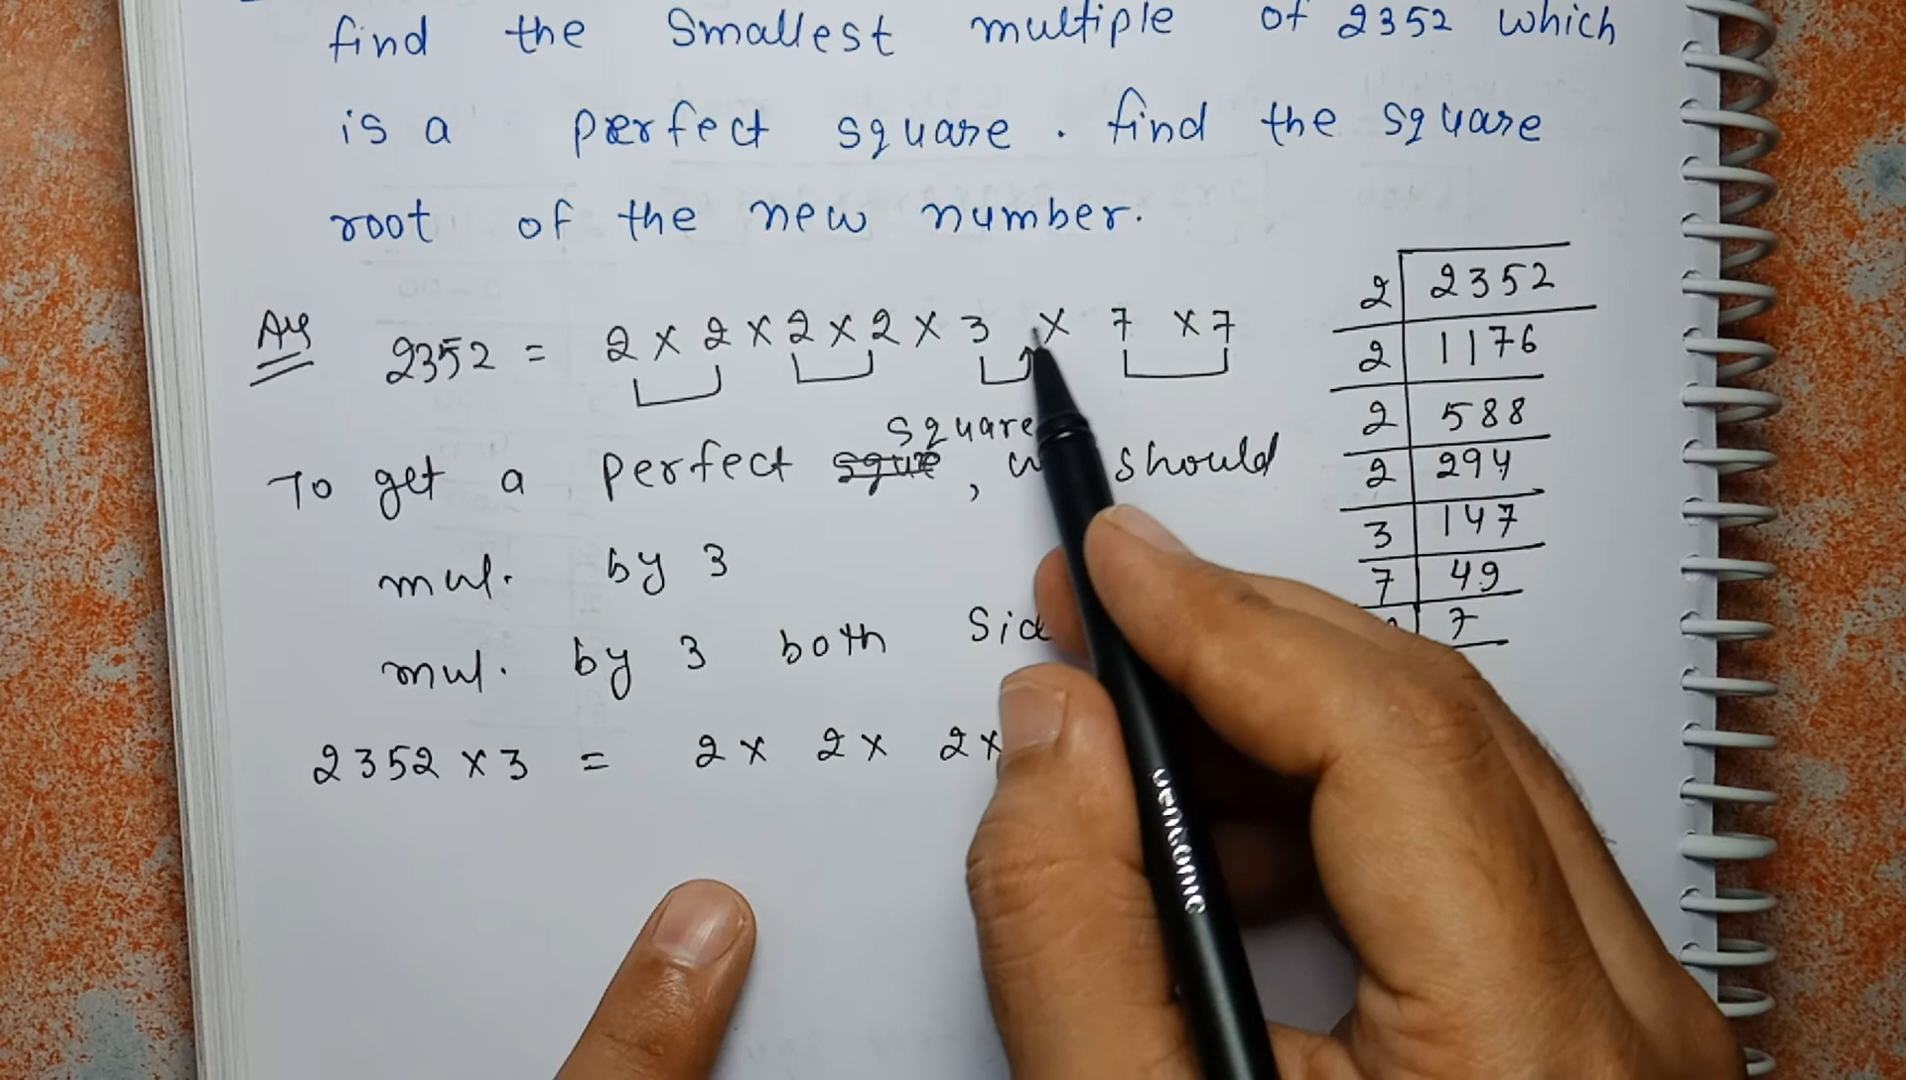 find the Smallest multiple of 2352 which
is a perfect square. find the square
root of the new number.
Ans 2352 = 2 x 2 x 2 x 2 x 3 x 7 x 7
square
To get a perfect squre, w should
mul. by 3
mul. by 3 both Sid
2352 x 3 = 2 x 2 x 2 x
2 2352
2 1176
2 588
2 294
3 147
7 49
7
pentonic